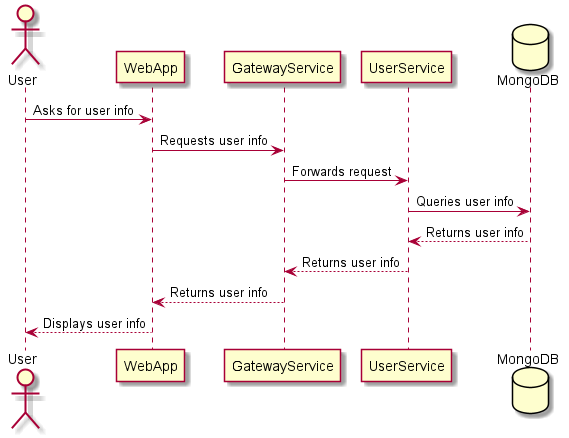 User
WebApp
GatewayService
UserService
MongoDB
Asks for user info
Requests user info
Forwards request
Queries user info
Returns user info
Returns user info
Returns user info
Displays user info
User
WebApp
GatewayService
UserService
MongoDB